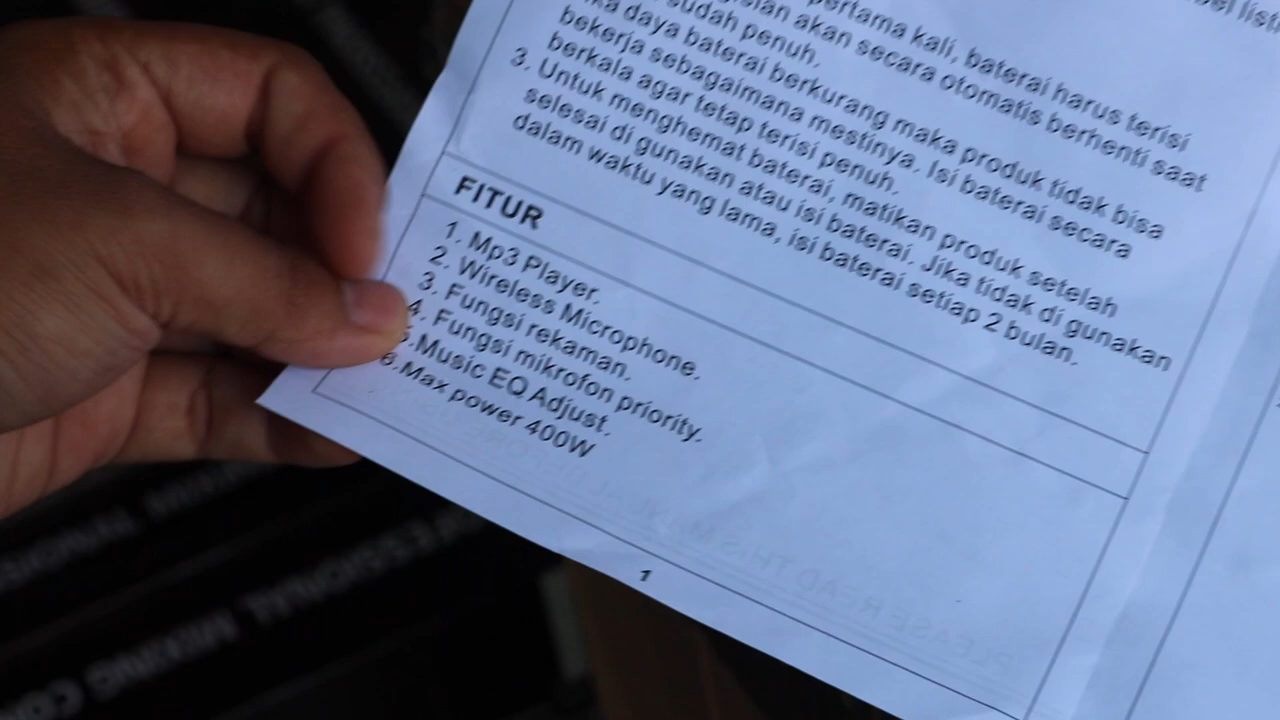 pertama kali, baterai harus terisi
akan secara otomatis berhenti saat
sudah penuh.
daya baterai berkurang maka produk tidak bisa
bekerja sebagaimana mestinya. Isi baterai secara
berkala agar tetap terisi penuh.
3. Untuk menghemat baterai, matikan produk setelah
selesai di gunakan atau isi baterai. Jika tidak di gunakan
dalam waktu yang lama, isi baterai setiap 2 bulan.
FITUR
1. Mp3 Player.
2. Wireless Microphone.
3. Fungsi rekaman.
4. Fungsi mikrofon priority.
5.Music EQ Adjust.
6.Max power 400W
1
MIXING